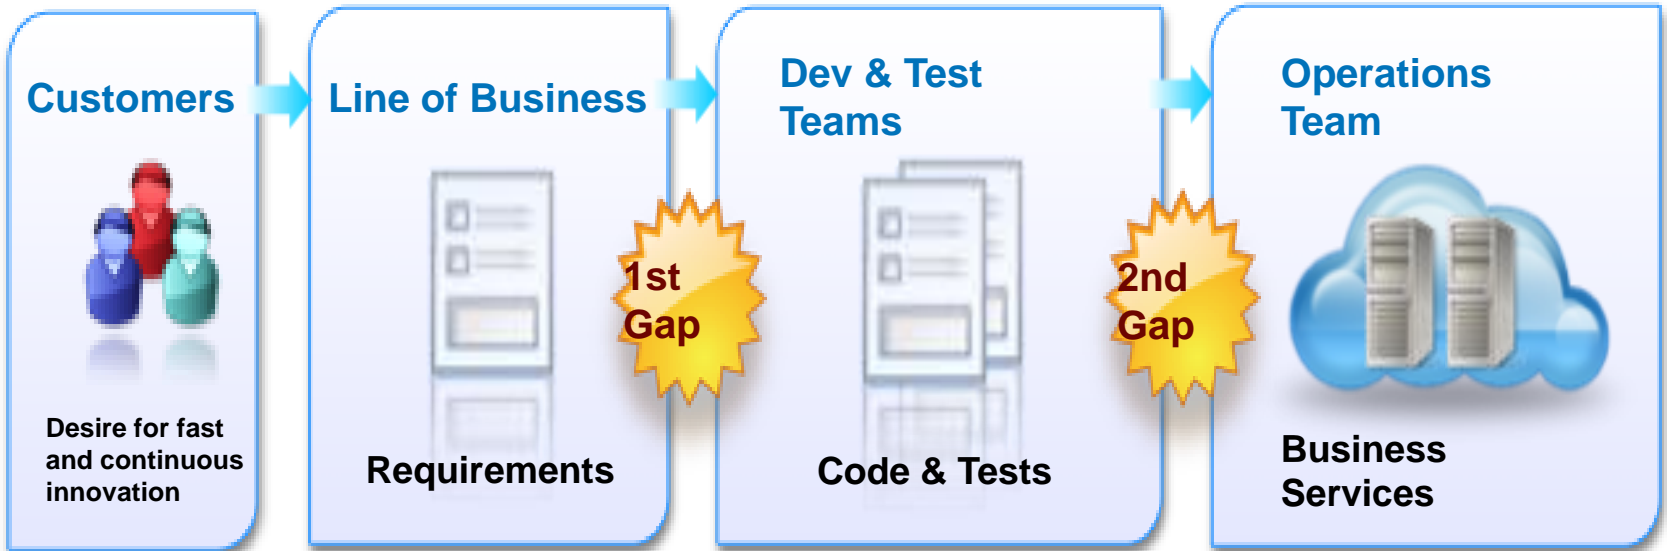 Customers
Desire for fast
and continuous
innovation
Line of Business
Requirements
1st
Gap
Dev & Test
Teams
Code & Tests
2nd
Gap
Operations
Team
Business
Services